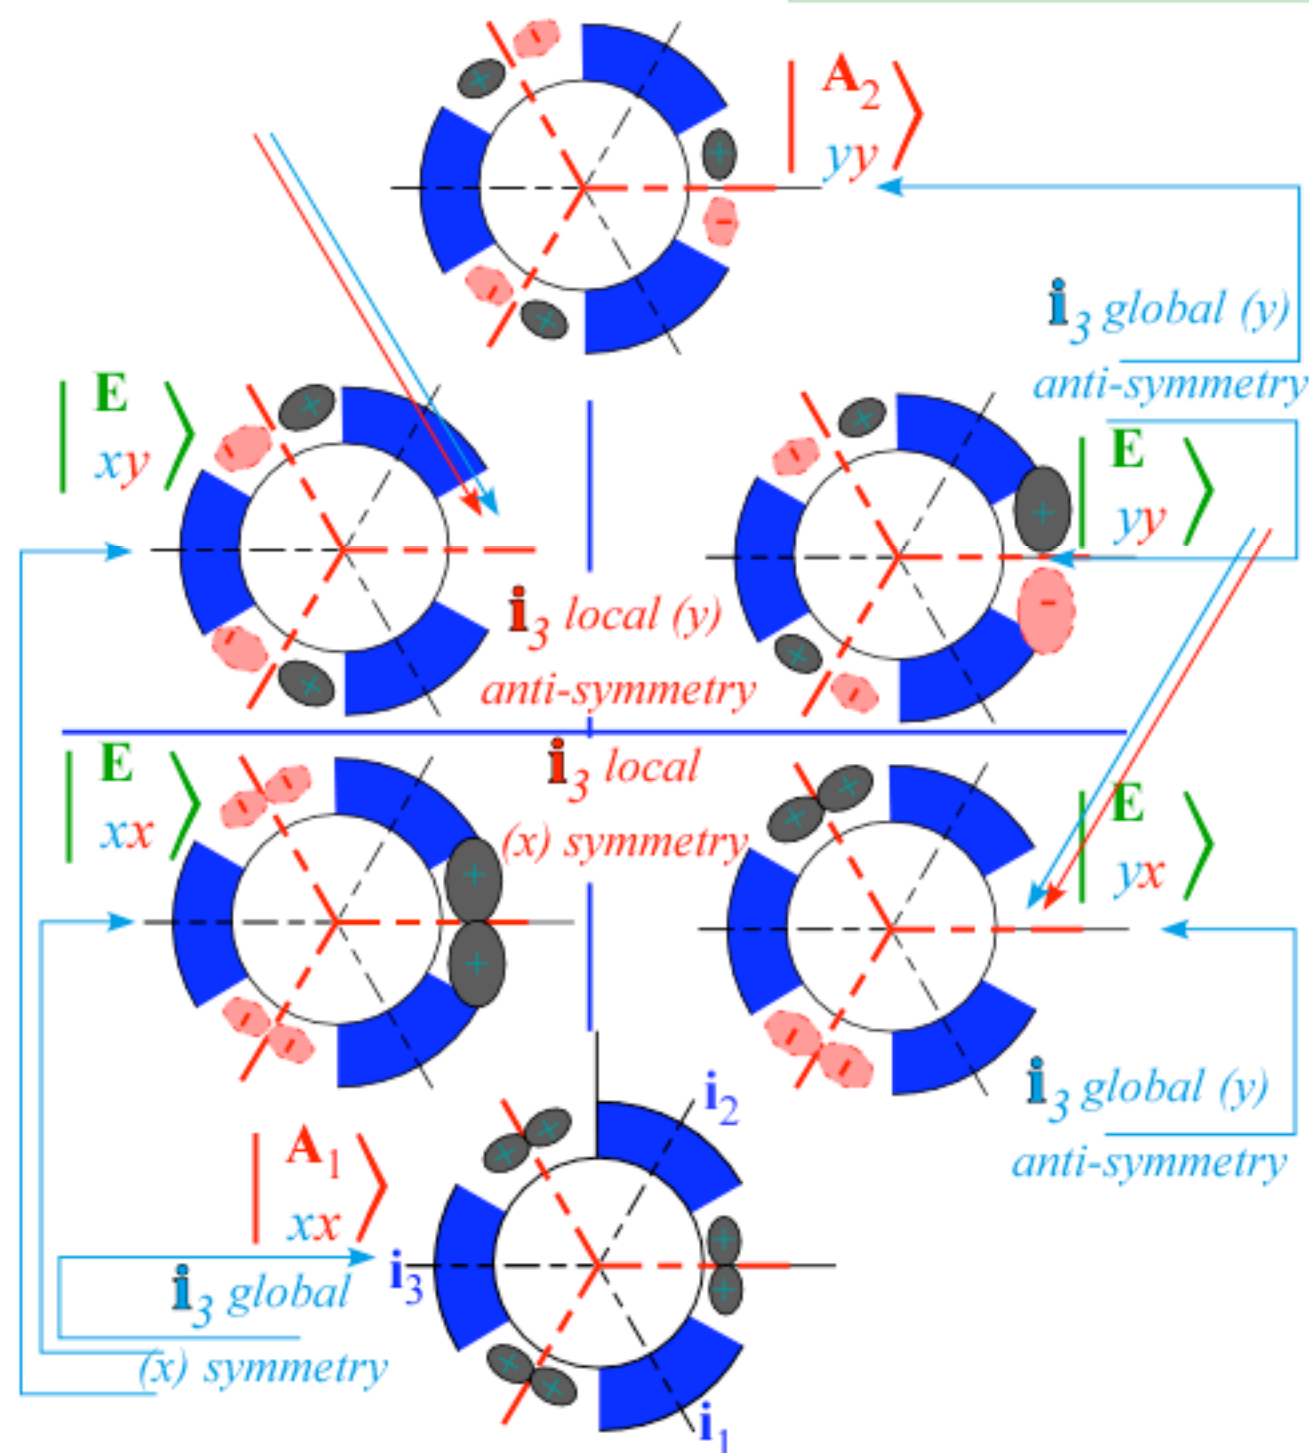 A₂
yy
i₃ global (y)
anti-symmetry
E
xy
E
yy
i₃ local (y)
anti-symmetry
i₃ local
(x) symmetry
E
xx
E
yx
i₃ global (y)
anti-symmetry
A₁
xx
i₂
i₃
i₁
i₃ global
(x) symmetry